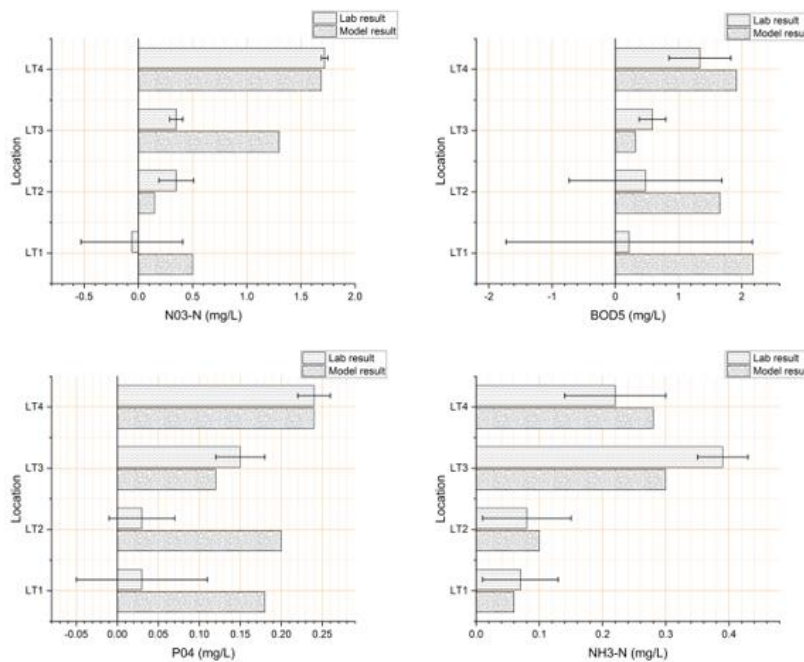 Lab result
Model result
LT4
LT3
LT2
LT1
Location
-0.5 0.0 0.5 1.0 1.5 2.0
N03-N (mg/L)
Lab result
Model result
LT4
LT3
LT2
LT1
Location
-2 -1 0 1 2
BOD5 (mg/L)
Lab result
Model result
LT4
LT3
LT2
LT1
Location
-0.05 0.00 0.05 0.10 0.15 0.20 0.25
P04 (mg/L)
Lab result
Model result
LT4
LT3
LT2
LT1
Location
0.0 0.1 0.2 0.3 0.4
NH3-N (mg/L)